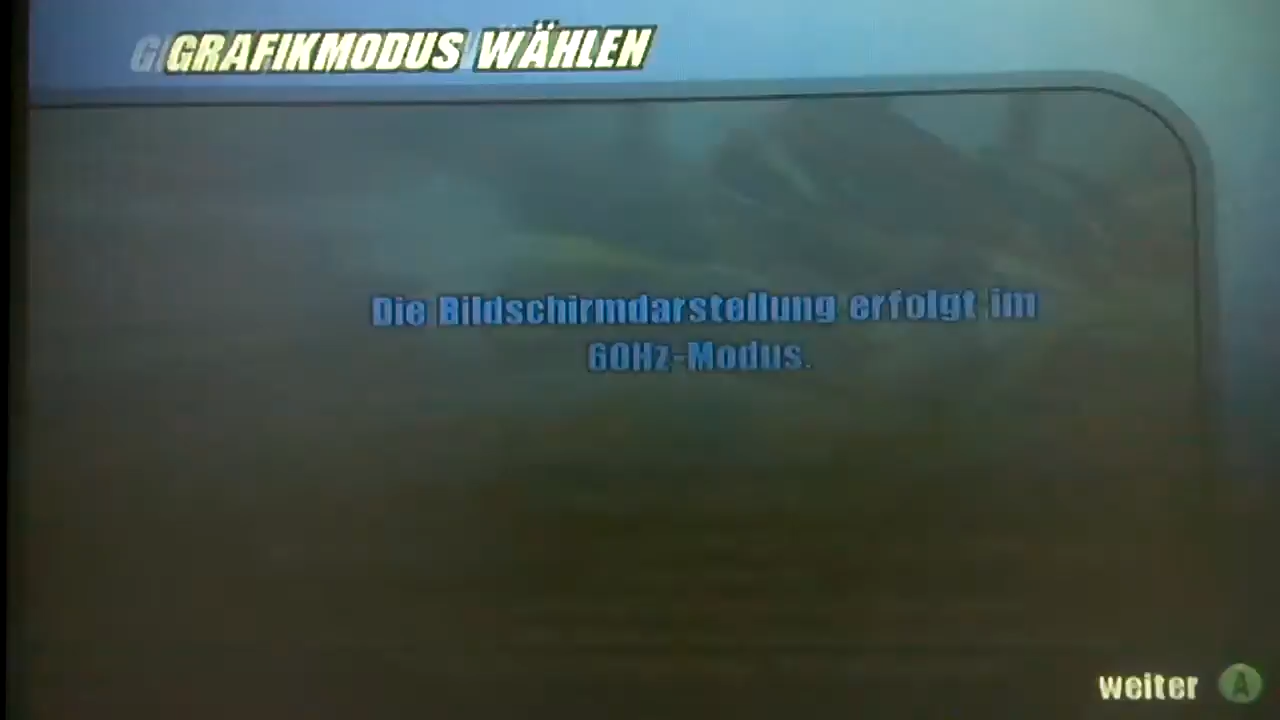 GRAFIKMODUS WÄHLEN
Die Bildschirmdarstellung erfolgt im
60Hz-Modus.
weiter A